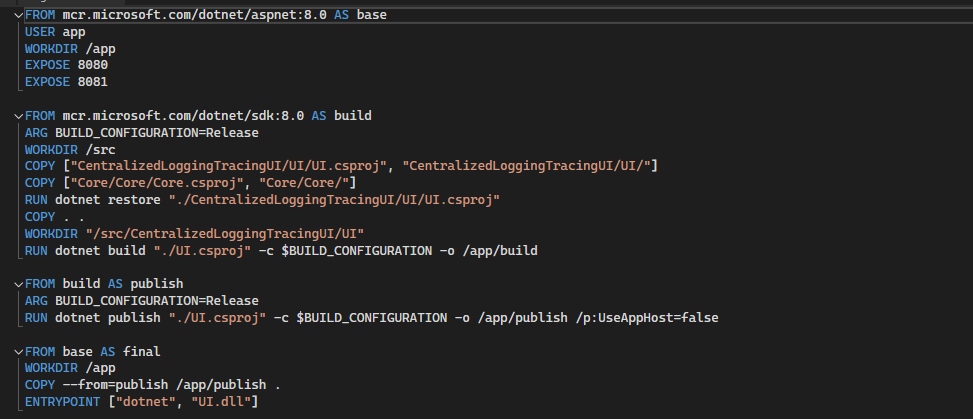 FROM mcr.microsoft.com/dotnet/aspnet:8.0 AS base
USER app
WORKDIR /app
EXPOSE 8080
EXPOSE 8081

FROM mcr.microsoft.com/dotnet/sdk:8.0 AS build
ARG BUILD_CONFIGURATION=Release
WORKDIR /src
COPY ["CentralizedLoggingTracingUI/UI/UI.csproj", "CentralizedLoggingTracingUI/UI/"]
COPY ["Core/Core/Core.csproj", "Core/Core/"]
RUN dotnet restore "./CentralizedLoggingTracingUI/UI/UI.csproj"
COPY . .
WORKDIR "/src/CentralizedLoggingTracingUI/UI"
RUN dotnet build "./UI.csproj" -c $BUILD_CONFIGURATION -o /app/build

FROM build AS publish
ARG BUILD_CONFIGURATION=Release
RUN dotnet publish "./UI.csproj" -c $BUILD_CONFIGURATION -o /app/publish /p:UseAppHost=false

FROM base AS final
WORKDIR /app
COPY --from=publish /app/publish .
ENTRYPOINT ["dotnet", "UI.dll"]